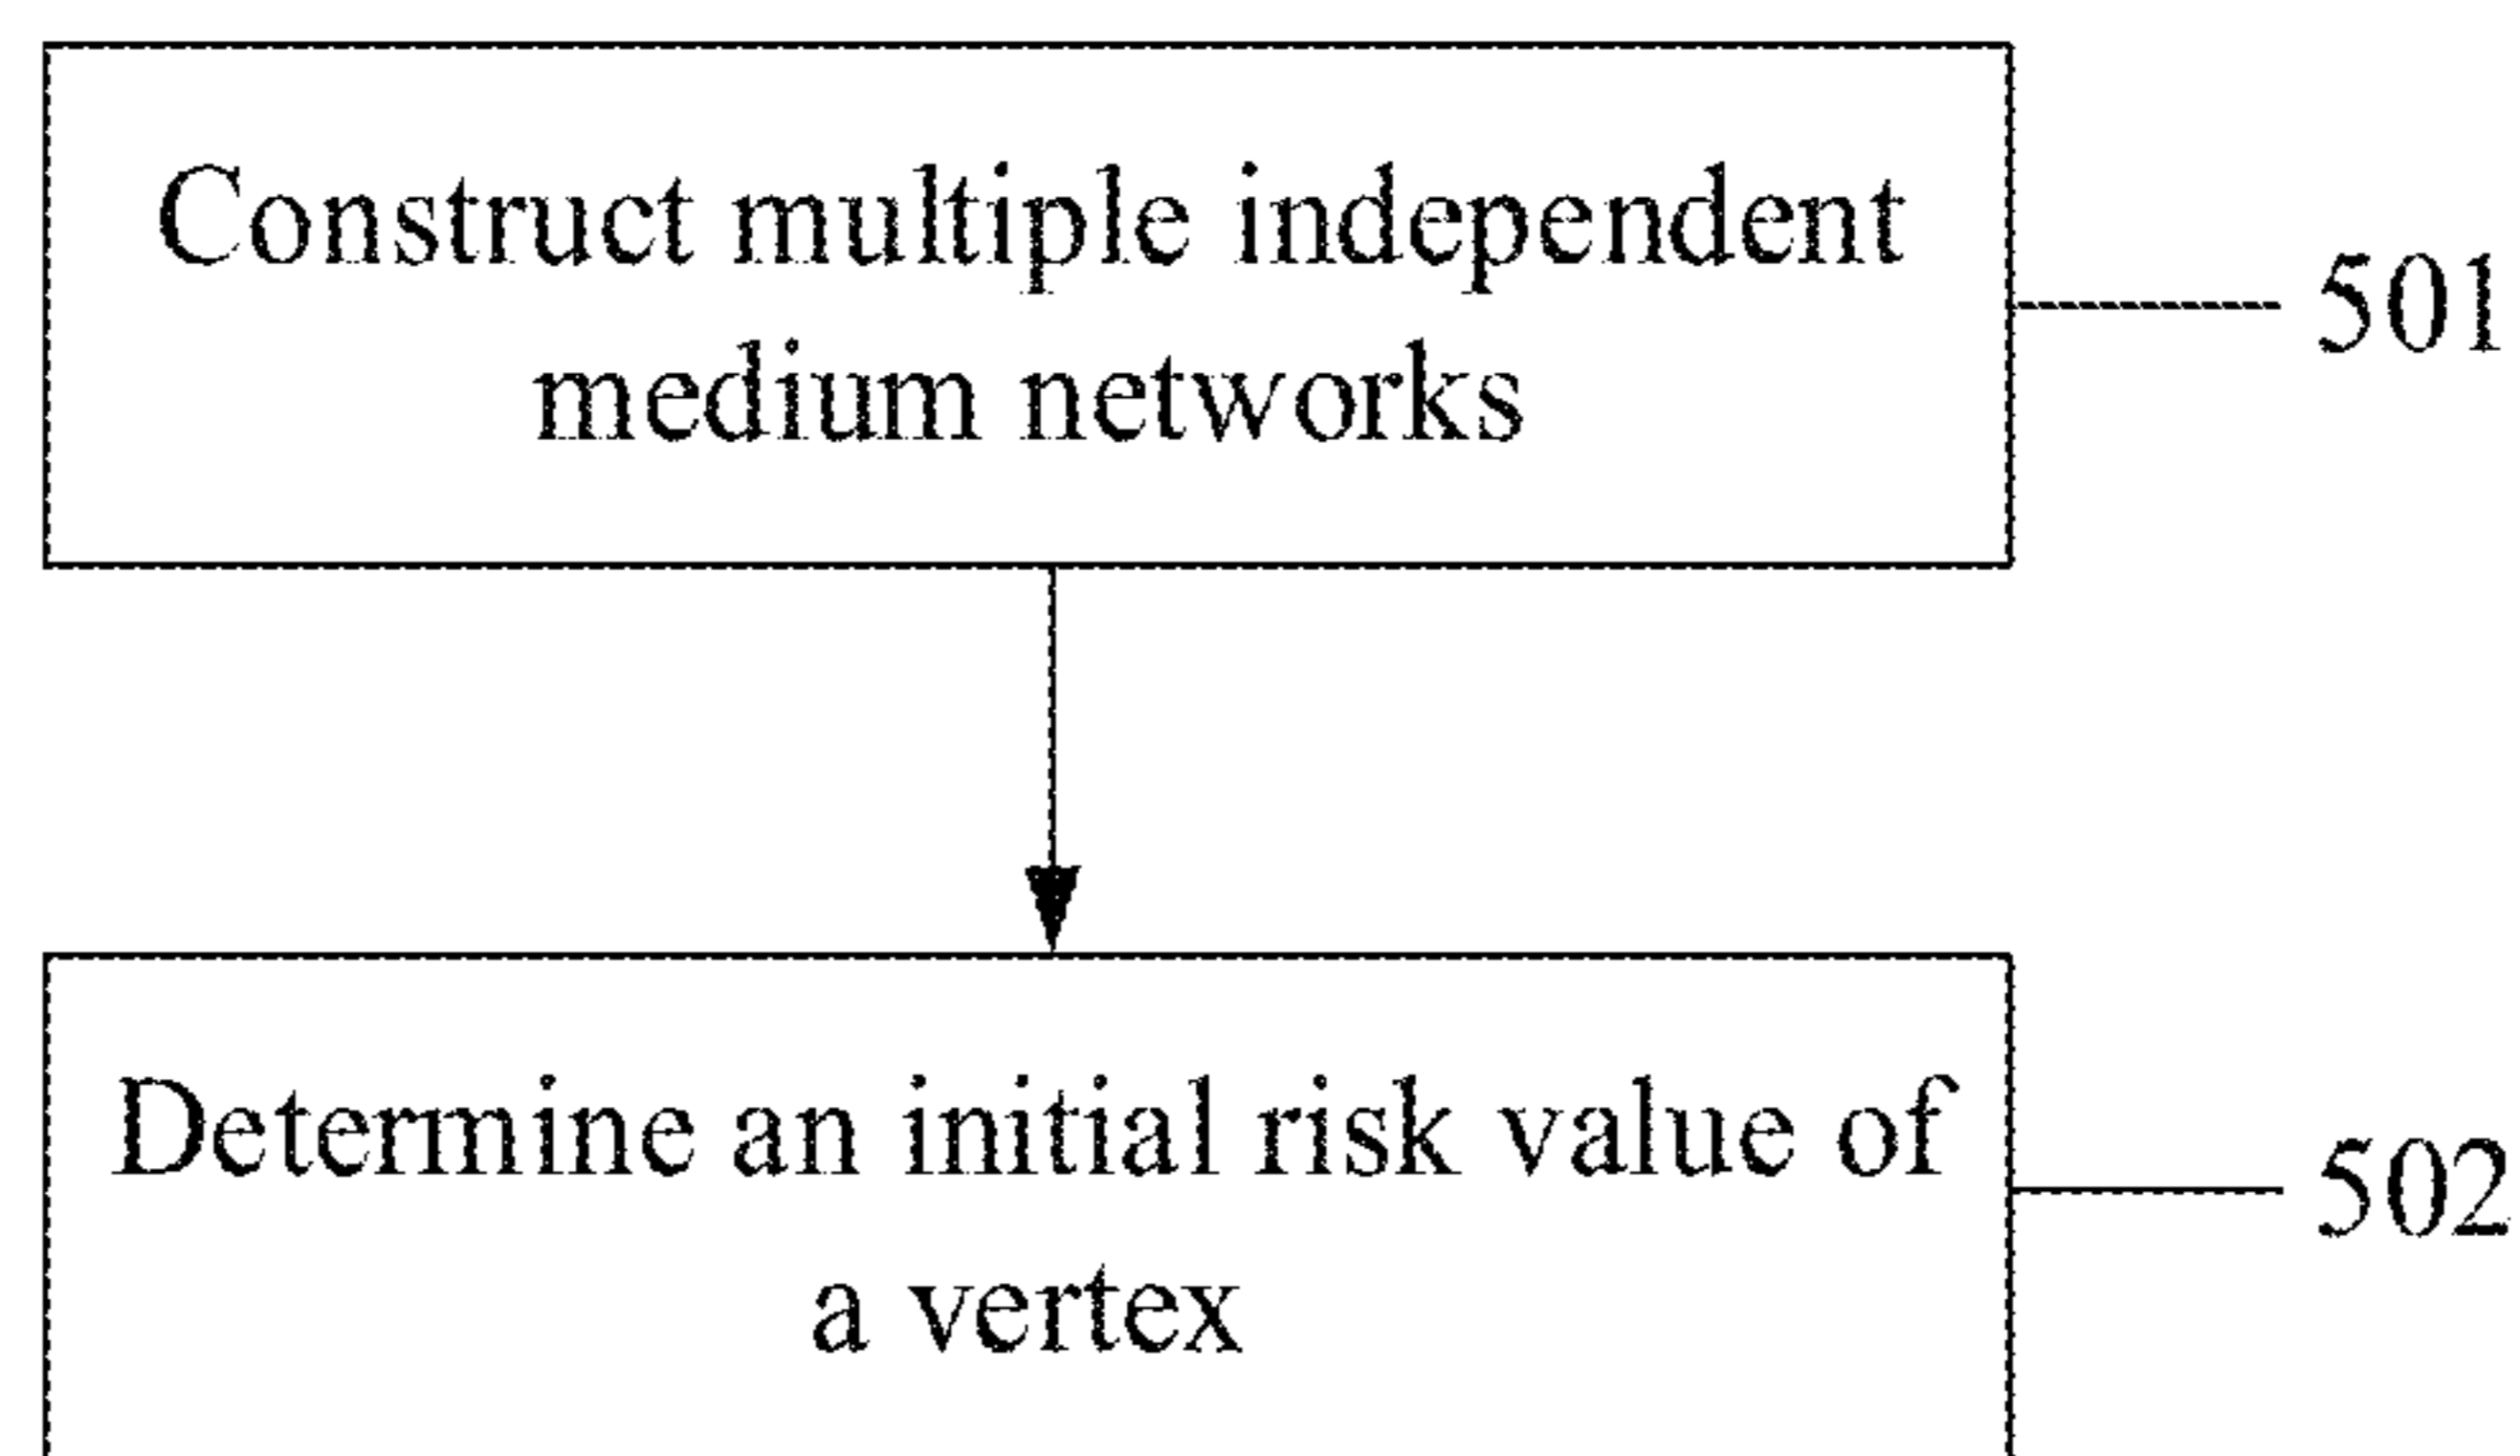 Construct multiple independent
medium networks
501
Determine an initial risk value of
a vertex
502